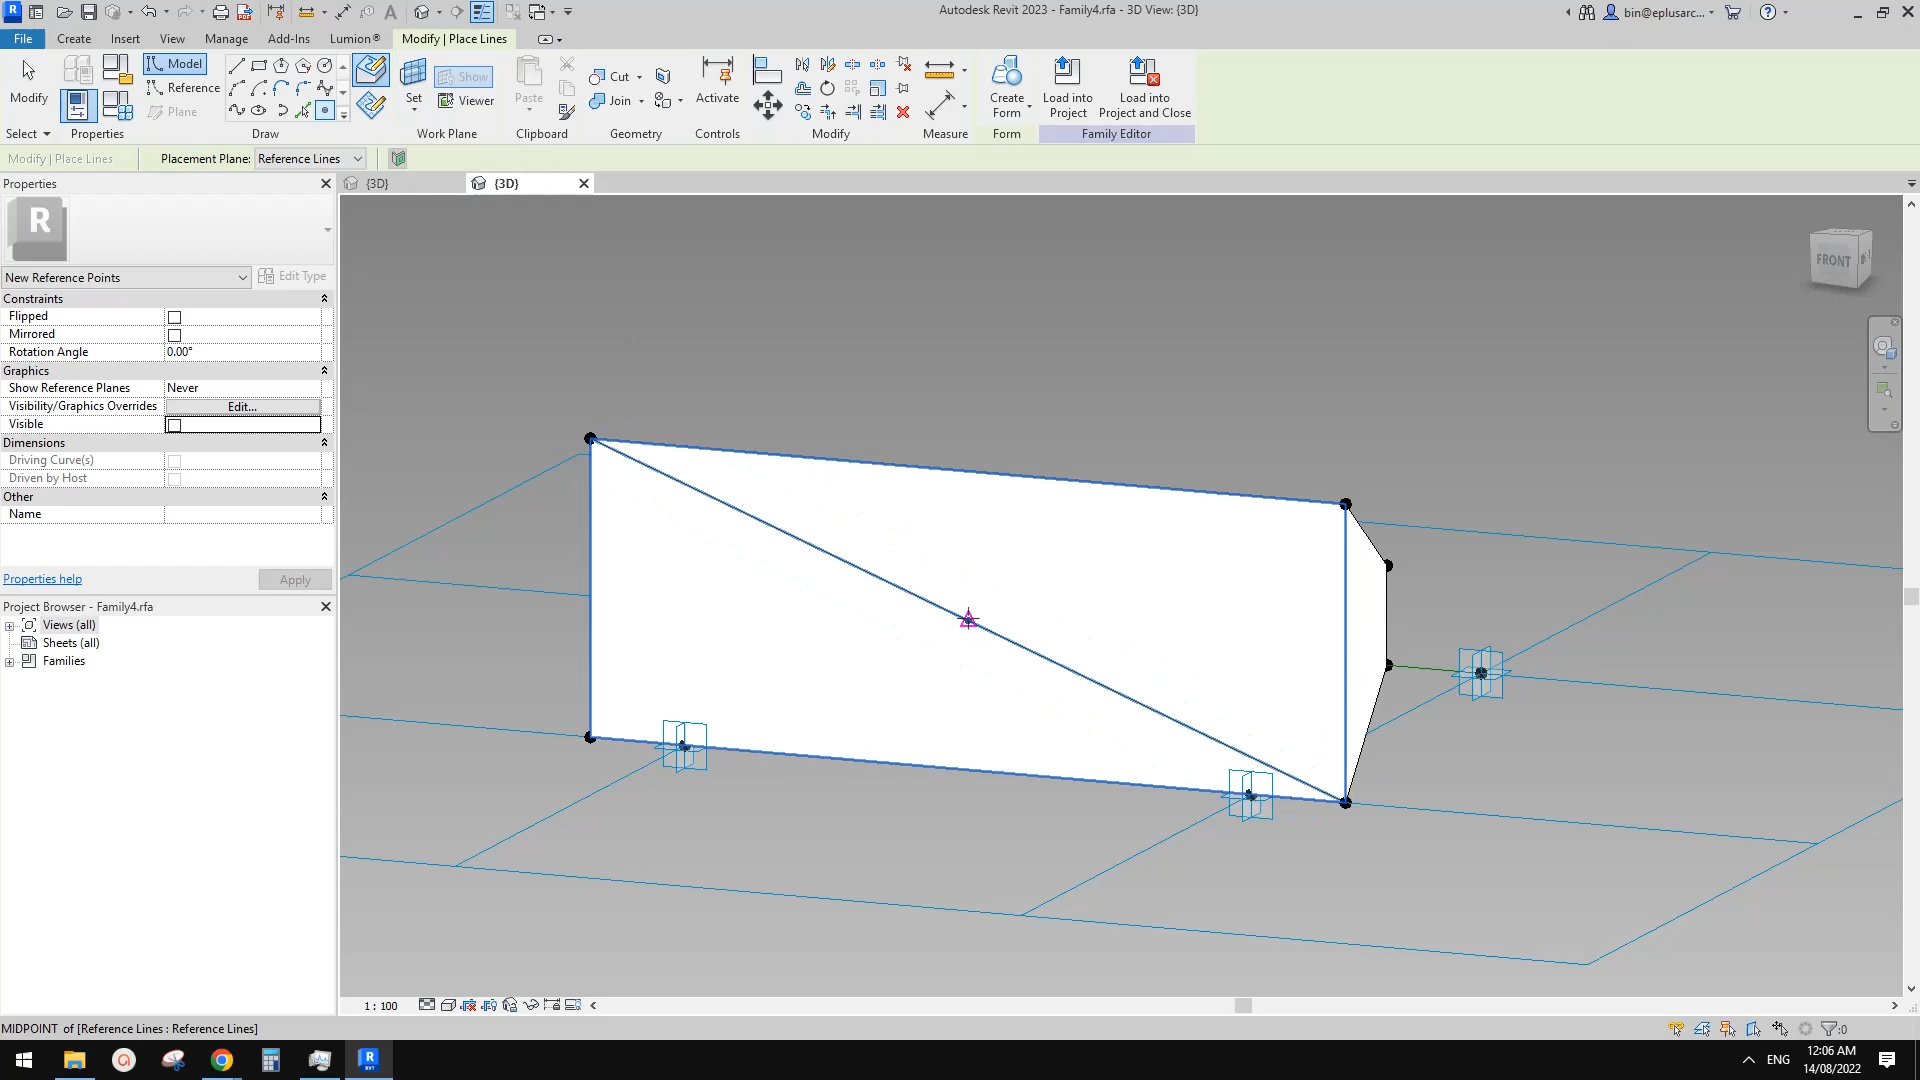 Autodesk Revit 2023 - Family4.rfa - 3D View: {3D}
bin@eplusarc...
File
Create
Insert
View
Manage
Add-Ins
Lumion®
Modify | Place Lines
Modify
Model
Reference
Plane
Set
Show
Viewer
Paste
Cut
Join
Activate
Create
Form
Load into
Project
Load into
Project and Close
Select
Properties
Draw
Work Plane
Clipboard
Geometry
Controls
Modify
Measure
Form
Family Editor
Modify | Place Lines
Placement Plane:
Reference Lines
Properties
{3D}
{3D}
R
New Reference Points
Edit Type
Constraints
Flipped
Mirrored
Rotation Angle
0.00°
Graphics
Show Reference Planes
Never
Visibility/Graphics Overrides
Edit...
Visible
Dimensions
Driving Curve(s)
Driven by Host
Other
Name
Properties help
Apply
Project Browser - Family4.rfa
Views (all)
Sheets (all)
Families
FRONT
1 : 100
MIDPOINT of [Reference Lines : Reference Lines]
:0
ENG
12:06 AM
14/08/2022